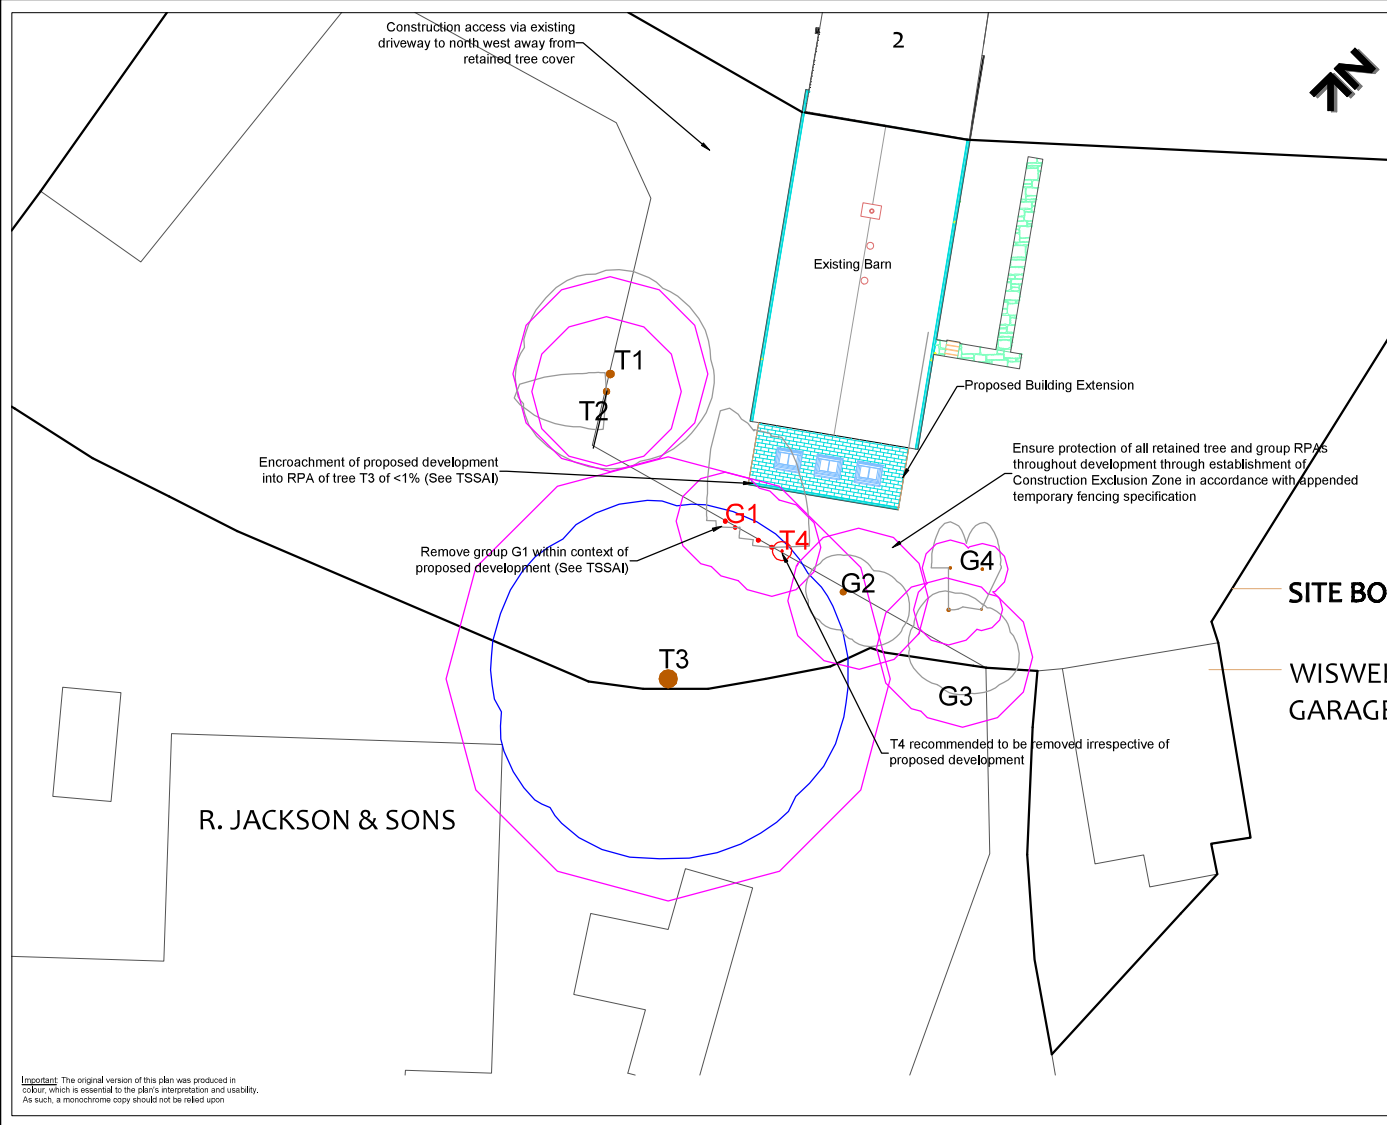 Construction access via existing
driveway to north west away from
retained tree cover
2
N
Existing Barn
T1
T2
Proposed Building Extension
Encroachment of proposed development
into RPA of tree T3 of <1% (See TSSAI)
Ensure protection of all retained tree and group RPAs
throughout development through establishment of
Construction Exclusion Zone in accordance with appended
temporary fencing specification
G1
T4
Remove group G1 within context of
proposed development (See TSSAI)
G2
G4
SITE BO
T3
G3
WISWE
GARAGE
T4 recommended to be removed irrespective of
proposed development
R. JACKSON & SONS
Important: The original version of this plan was produced in
colour, which is essential to the plan's interpretation and usability.
As such, a monochrome copy should not be relied upon